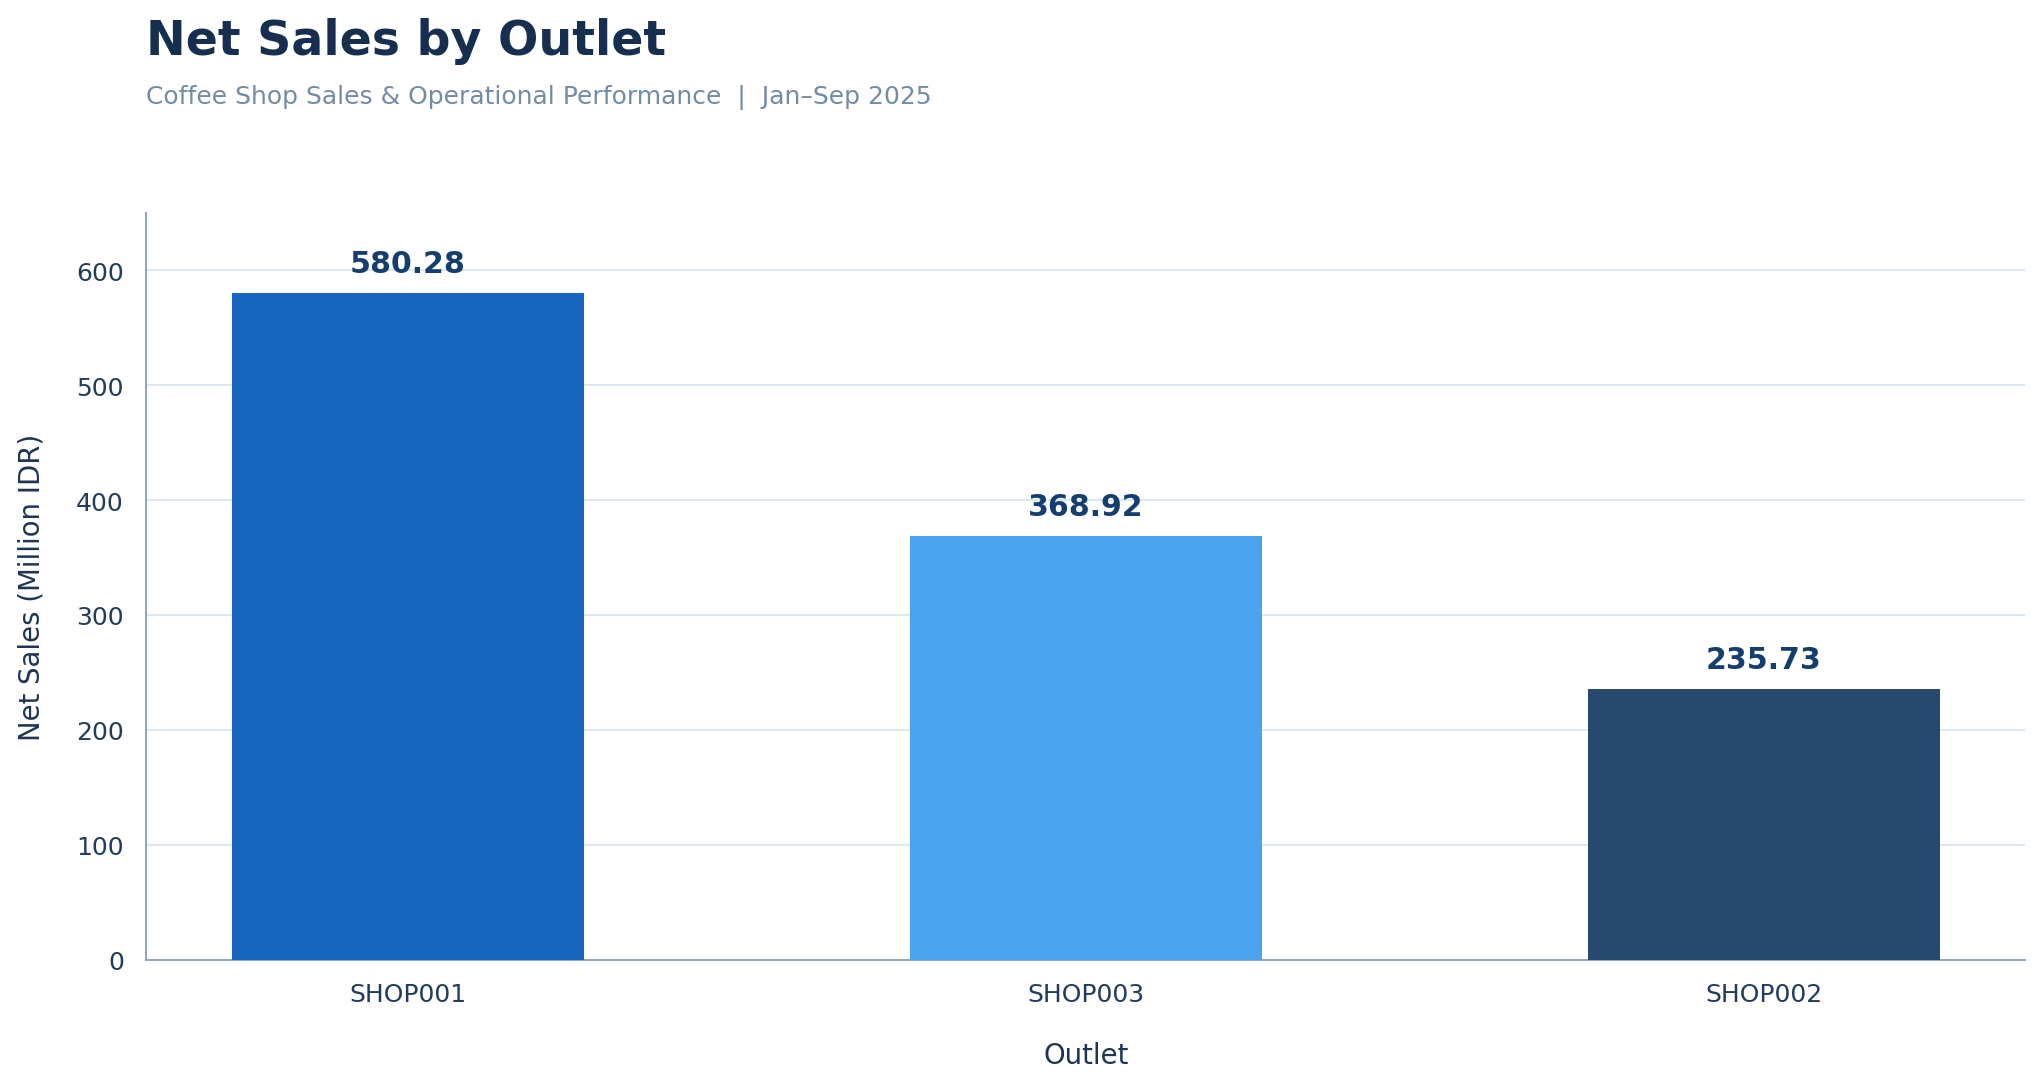 Net Sales by Outlet
Coffee Shop Sales & Operational Performance | Jan–Sep 2025
Net Sales (Million IDR)
600
500
400
300
200
100
0
580.28
368.92
235.73
SHOP001 SHOP003 SHOP002
Outlet